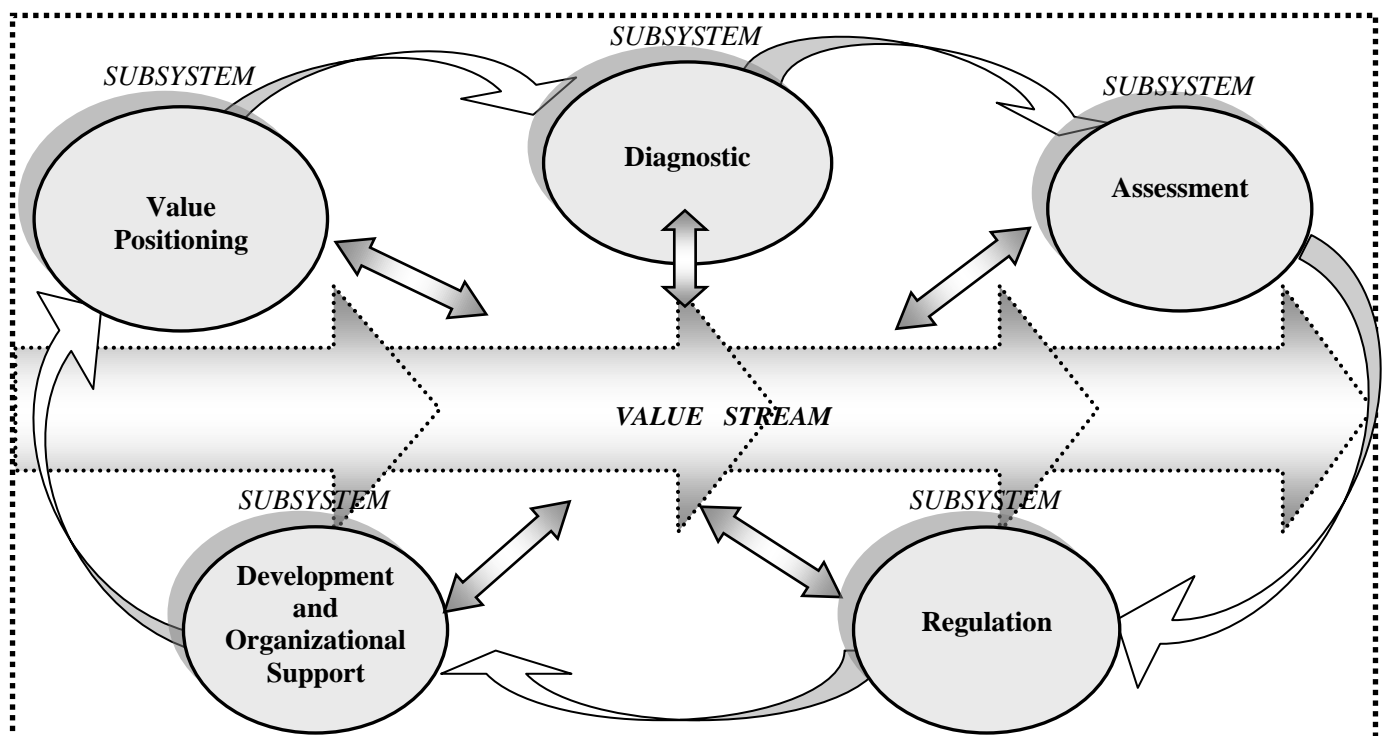 SUBSYSTEM
Value
Positioning
SUBSYSTEM
Diagnostic
SUBSYSTEM
Assessment
VALUE STREAM
SUBSYSTEM
Development
and
Organizational
Support
SUBSYSTEM
Regulation